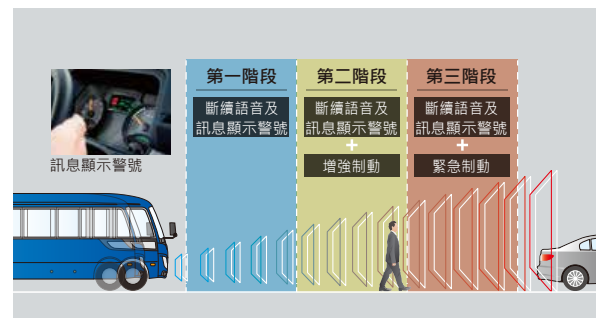 第一階段
斷續語音及
訊息顯示警號
第二階段
斷續語音及
訊息顯示警號
+
增強制動
第三階段
斷續語音及
訊息顯示警號
+
緊急制動
訊息顯示警號